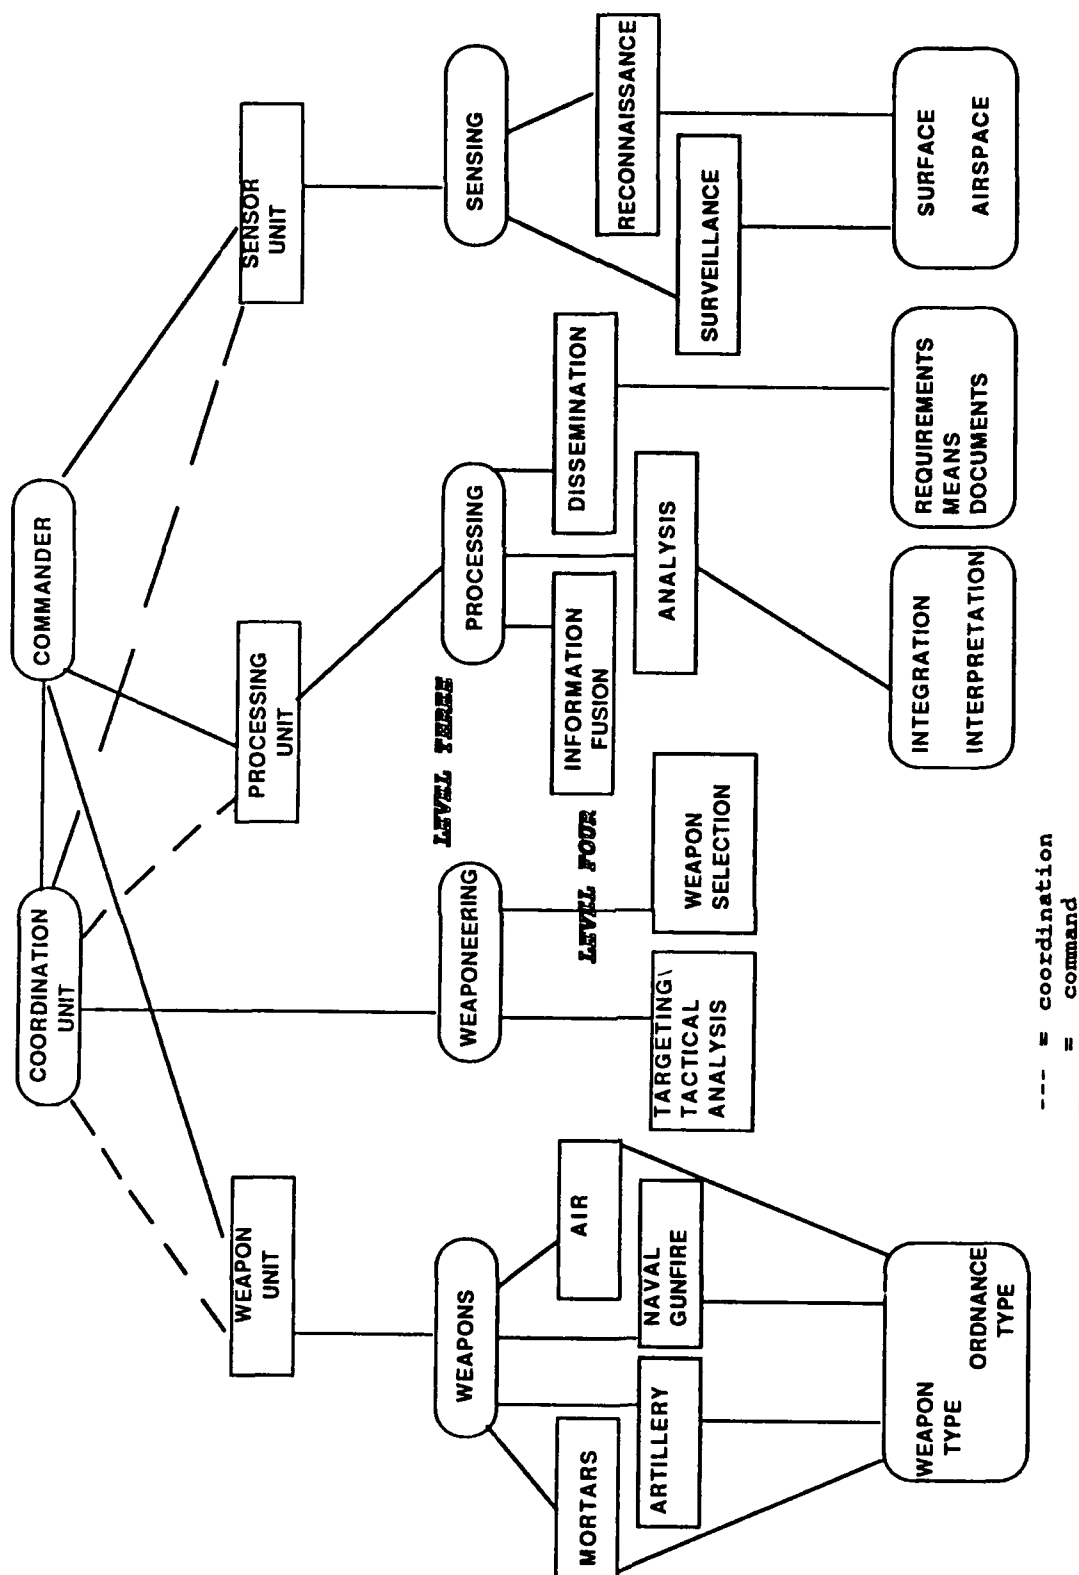 COMMANDER
COORDINATION
UNIT
WEAPON
UNIT
PROCESSING
UNIT
SENSOR
UNIT
LEVEL THREE
WEAPONS
WEAPONEERING
PROCESSING
SENSING
LEVEL FOUR
MORTARS
ARTILLERY
NAVAL
GUNFIRE
AIR
TARGETING\
TACTICAL
ANALYSIS
WEAPON
SELECTION
INFORMATION
FUSION
ANALYSIS
DISSEMINATION
SURVEILLANCE
RECONNAISSANCE
WEAPON
TYPE
ORDNANCE
TYPE
INTEGRATION
INTERPRETATION
REQUIREMENTS
MEANS
DOCUMENTS
SURFACE
AIRSPACE
--- = coordination
= command